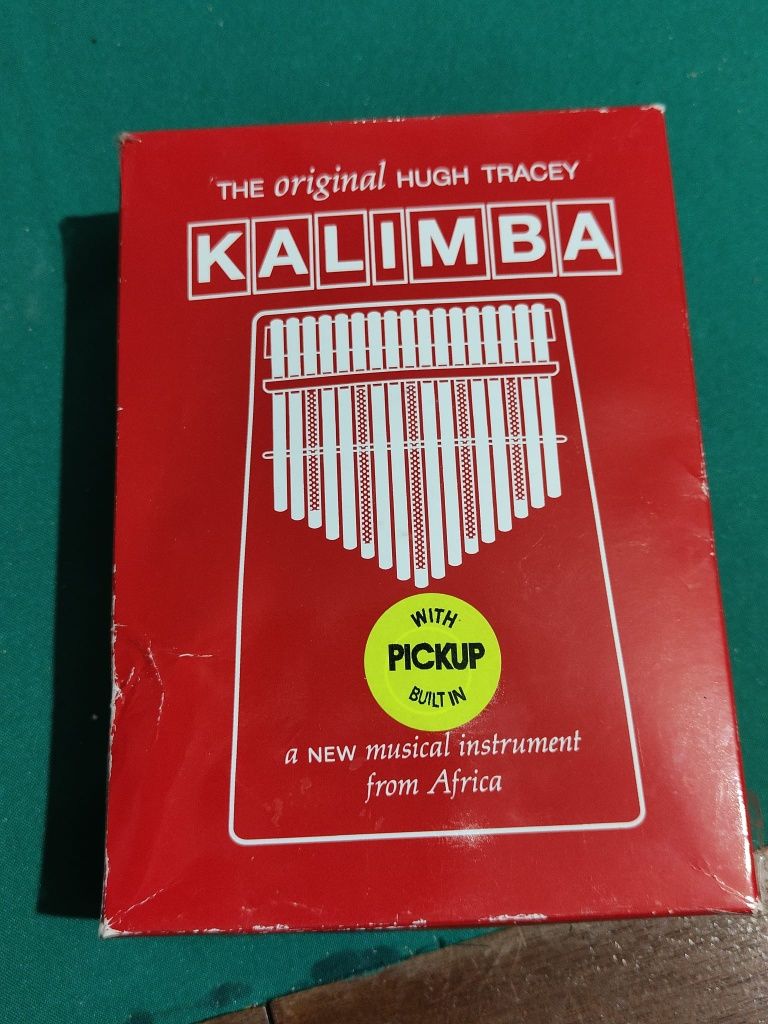 THE original HUGH TRACEY
KALIMBA
WITH
PICKUP
BUILT IN
a NEW musical instrument
from Africa